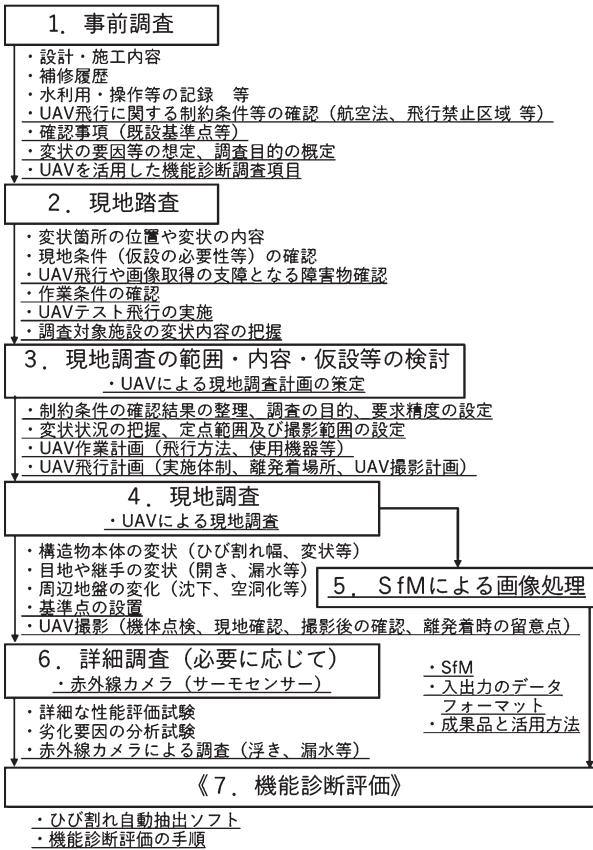 1．事前調査
・設計・施工内容
・補修履歴
・水利用・操作等の記録　等
・UAV飛行に関する制約条件等の確認（航空法、飛行禁止区域 等）
・確認事項（既設基準点等）
・変状の要因等の想定、調査目的の概定
・UAVを活用した機能診断調査項目
2．現地踏査
・変状箇所の位置や変状の内容
・現地条件（仮設の必要性等）の確認
・UAV飛行や画像取得の支障となる障害物確認
・作業条件の確認
・UAVテスト飛行の実施
・調査対象施設の変状内容の把握
3．現地調査の範囲・内容・仮設等の検討
・UAVによる現地調査計画の策定
・制約条件の確認結果の整理、調査の目的、要求精度の設定
・変状状況の把握、定点範囲及び撮影範囲の設定
・UAV作業計画（飛行方法、使用機器等）
・UAV飛行計画（実施体制、離発着場所、UAV撮影計画）
4．現地調査
・UAVによる現地調査
・構造物本体の変状（ひび割れ幅、変状等）
・目地や継手の変状（開き、漏水等）
・周辺地盤の変化（沈下、空洞化等）
・基準点の設置
・UAV撮影（機体点検、現地確認、撮影後の確認、離発着時の留意点）
5．SfMによる画像処理
・SfM
・入出力のデータ
フォーマット
・成果品と活用方法
6．詳細調査（必要に応じて）
・赤外線カメラ（サーモセンサー）
・詳細な性能評価試験
・劣化要因の分析試験
・赤外線カメラによる調査（浮き、漏水等）
《7．機能診断評価》
・ひび割れ自動抽出ソフト
・機能診断評価の手順